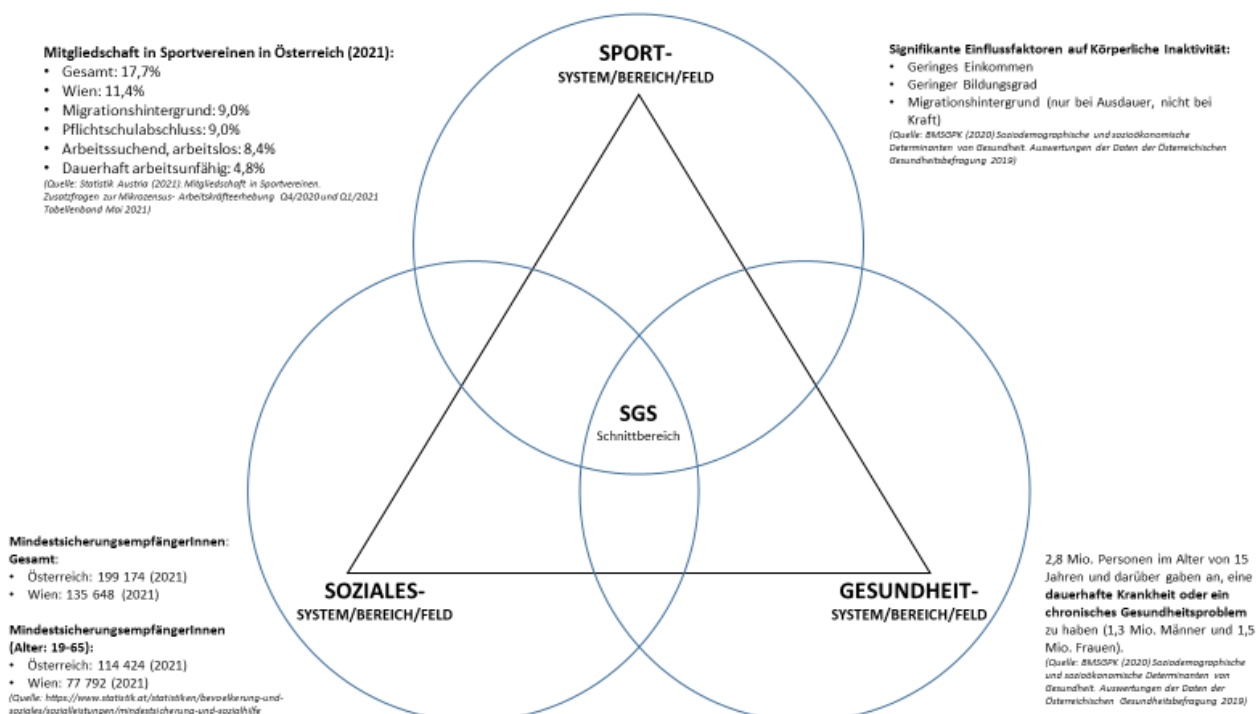 Mitgliedschaft in Sportvereinen in Österreich (2021):
• Gesamt: 17,7%
• Wien: 11,4%
• Migrationshintergrund: 9,0%
• Pflichtschulabschluss: 9,0%
• Arbeitssuchend, arbeitslos: 8,4%
• Dauerhaft arbeitsunfähig: 4,8%
(Quelle: Statistik Austria (2021): Mitgliedschaft in Sportvereinen.
Zusatzfragen zur Mikrozensus- Arbeitskräfteerhebung Q4/2020 und Q1/2021
Tabellenband Mai 2021)
SPORT-
SYSTEM/BEREICH/FELD
Signifikante Einflussfaktoren auf Körperliche Inaktivität:
• Geringes Einkommen
• Geringer Bildungsgrad
• Migrationshintergrund (nur bei Ausdauer, nicht bei
Kraft)
(Quelle: BMSGPK (2020) Soziodemographische und sozioökonomische
Determinanten von Gesundheit. Auswertungen der Daten der Österreichischen
Gesundheitsbefragung 2019)
SGS
Schnittbereich
MindestsicherungsempfängerInnen:
Gesamt:
• Österreich: 199 174 (2021)
• Wien: 135 648 (2021)
MindestsicherungsempfängerInnen
(Alter: 19-65):
• Österreich: 114 424 (2021)
• Wien: 77 792 (2021)
(Quelle: https://www.statistik.at/statistiken/bevoelkerung-und-
soziales/sozialleistungen/mindestsicherung-und-sozialhilfe
SOZIALES-
SYSTEM/BEREICH/FELD
GESUNDHEIT-
SYSTEM/BEREICH/FELD
2,8 Mio. Personen im Alter von 15
Jahren und darüber gaben an, eine
dauerhafte Krankheit oder ein
chronisches Gesundheitsproblem
zu haben (1,3 Mio. Männer und 1,5
Mio. Frauen).
(Quelle: BMSGPK (2020) Soziodemographische
und sozioökonomische Determinanten von
Gesundheit. Auswertungen der Daten der
Österreichischen Gesundheitsbefragung 2019)